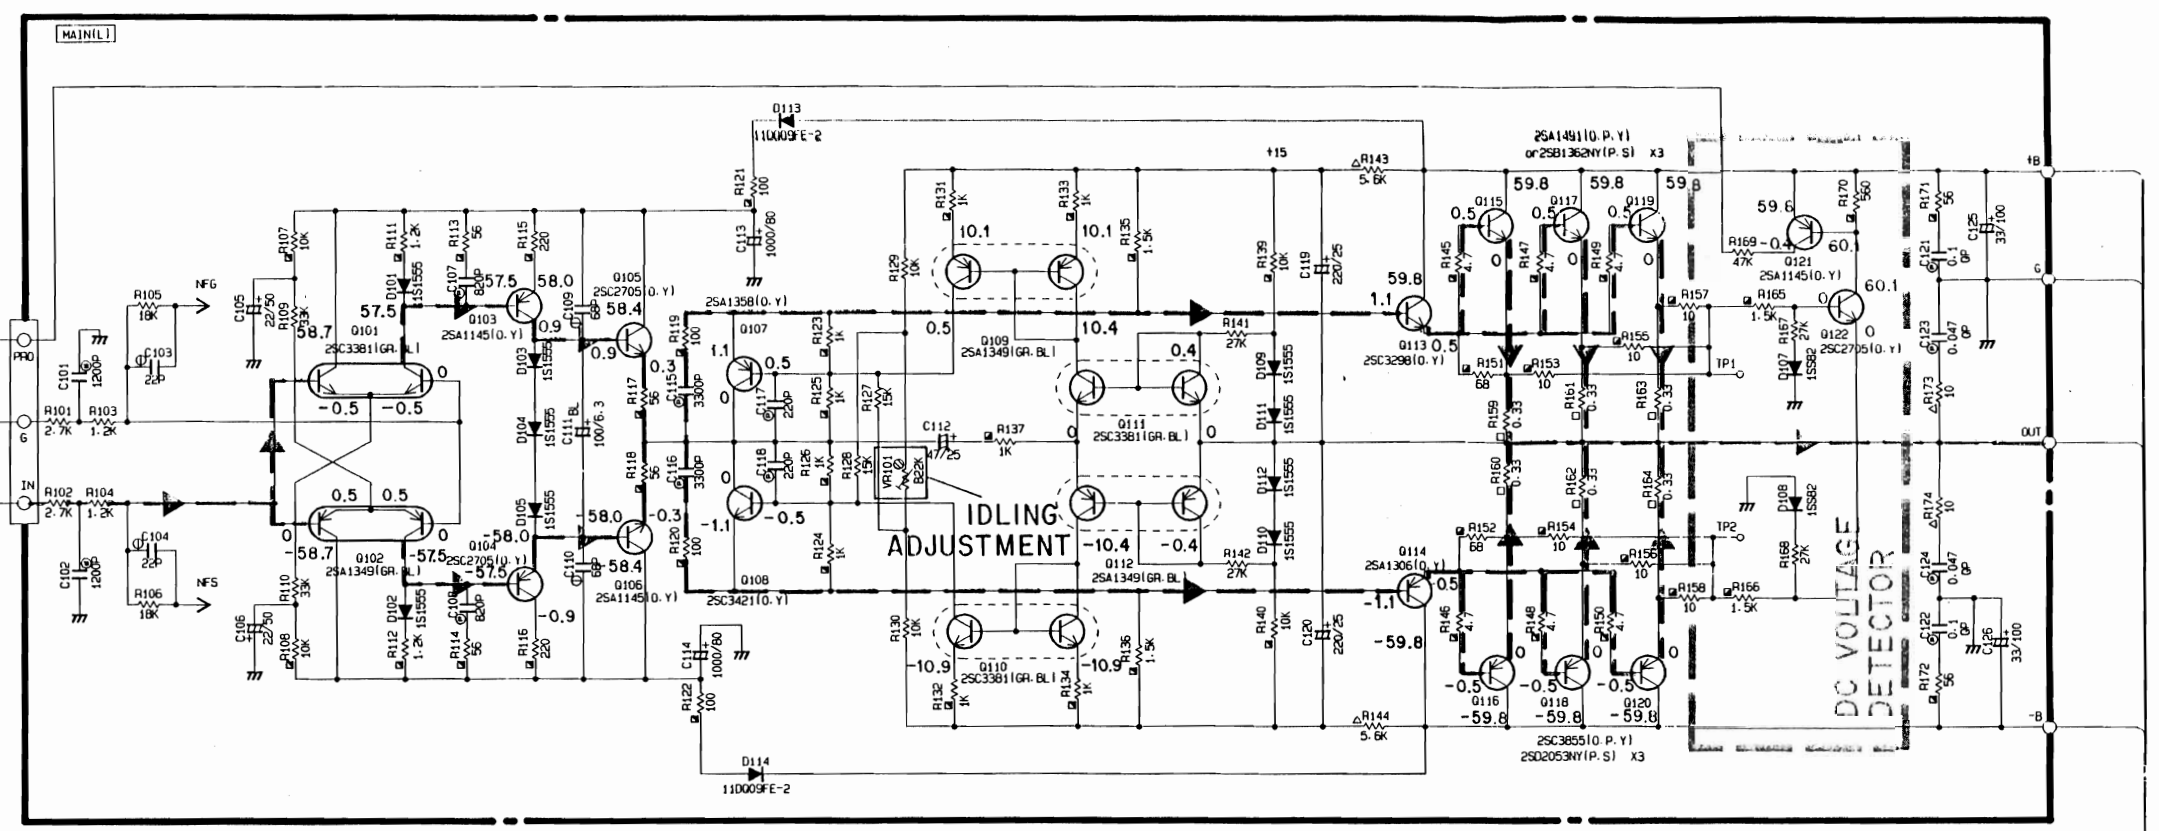 MAIN(L)
D113
11DQ09FE-2
2SA1491(O.P.Y)
or2SB1362NY(P.S) X3
+15
△R143
5.6K
+B
R121
100
C113
1000/80
R131
1K
R133
1K
59.8
59.8
59.8
R170
560
R171
56
C125
33/100
R107
10K
R111
1.2K
R113
56
R115
220
10.1
10.1
R135
1.5K
R139
10K
C119
220/25
0.5
Q115
0.5
Q117
0.5
Q119
59.6
-0.4
60.1
R169
47K
Q121
2SA1145(O.Y)
C121
0.1
G
NFG
R105
18K
C105
22/50
R109
33K
D101
1S1555
C107
820P
57.5
58.0
57.5
Q103
2SA1145(O.Y)
C109
68P
Q105
2SC2705(O.Y)
58.4
R129
10K
59.8
1.1
R145
4.7
R147
4.7
R149
4.7
0
0
0
R157
10
R165
1.5K
0
60.1
Q122
2SC2705(O.Y)
58.7
Q101
2SC3381(GR.BL)
0.9
0.9
2SA1358(O.Y)
Q107
R119
100
R123
1K
0.5
Q109
2SA1349(GR.BL)
10.4
R141
27K
Q113
2SC3298(O.Y)
0.5
R155
10
R167
27K
C123
0.047
PRO
C101
1200P
C103
22P
0
0
-0.5
-0.5
D103
1S1555
0.3
1.1
0.5
0
C115
3300P
C117
220P
R125
1K
R127
15K
0.4
D109
1S1555
R151
68
R153
10
TP1
D107
1SS82
R173
10
G
R101
2.7K
R103
1.2K
D104
1S1555
C111 BL
100/6.3
R117
56
C112
47/25
R137
1K
0
Q111
2SC3381(GR.BL)
0
D111
1S1555
R159
0.33
R161
0.33
R163
0.33
OUT
IN
R102
2.7K
R104
1.2K
0.5
0.5
D105
1S1555
R118
56
C116
3300P
C118
220P
R126
1K
R128
15K
VR101
B22K
IDLING
ADJUSTMENT
D112
1S1555
R160
0.33
R162
0.33
R164
0.33
D108
1SS82
△R174
10
C102
1200P
C104
22P
0
0
-58.7
Q102
2SA1349(GR.BL)
-57.5
Q104
2SC2705(O.Y)
-58.0
-57.5
-58.0
-0.3
0
-0.5
-1.1
R120
100
R124
1K
-10.4
-0.4
D110
1S1555
R152
68
R154
10
R156
10
TP2
R168
27K
DC VOLTAGE
DETECTOR
C124
0.047
NFS
R106
18K
R110
33K
D102
1S1555
C108
820P
C110
68P
-58.4
Q106
2SA1145(O.Y)
Q108
2SC3421(O.Y)
Q112
2SA1349(GR.BL
R142
27K
Q114
2SA1306(O.Y)
0.5
-1.1
R158
10
R166
1.5K
C106
22/50
R108
10K
R112
1.2K
R114
56
-0.9
R116
220
C114
1000/80
R122
100
R130
10K
-10.9
Q110
2SC3381(GR.BL)
-10.9
R132
1K
R134
1K
R136
1.5K
R140
10K
C120
220/25
-59.8
R146
4.7
R148
4.7
R150
4.7
0
0
0
-0.5
-0.5
-0.5
Q116
Q118
Q120
-59.8
-59.8
-59.8
C122
0.1
R172
56
C126
33/100
△R144
5.6K
-B
2SC3855(O.P.Y)
2SD2053NY(P.S) X3
D114
11DQ09FE-2